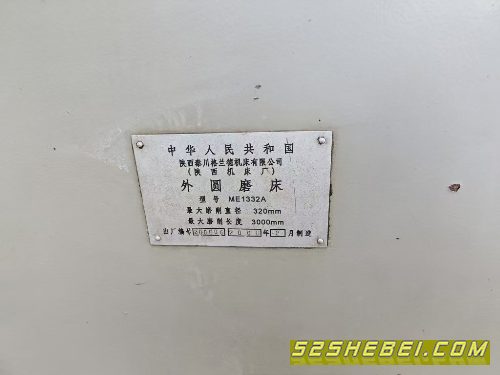 中华人民共和国
陕西秦川格兰德机床有限公司
(陕西机床厂)
外圆磨床
型号 ME1332A
最大磨削直径 320mm
最大磨削长度 3000mm
出厂编号 年 月制造
52SHEBEI.COM